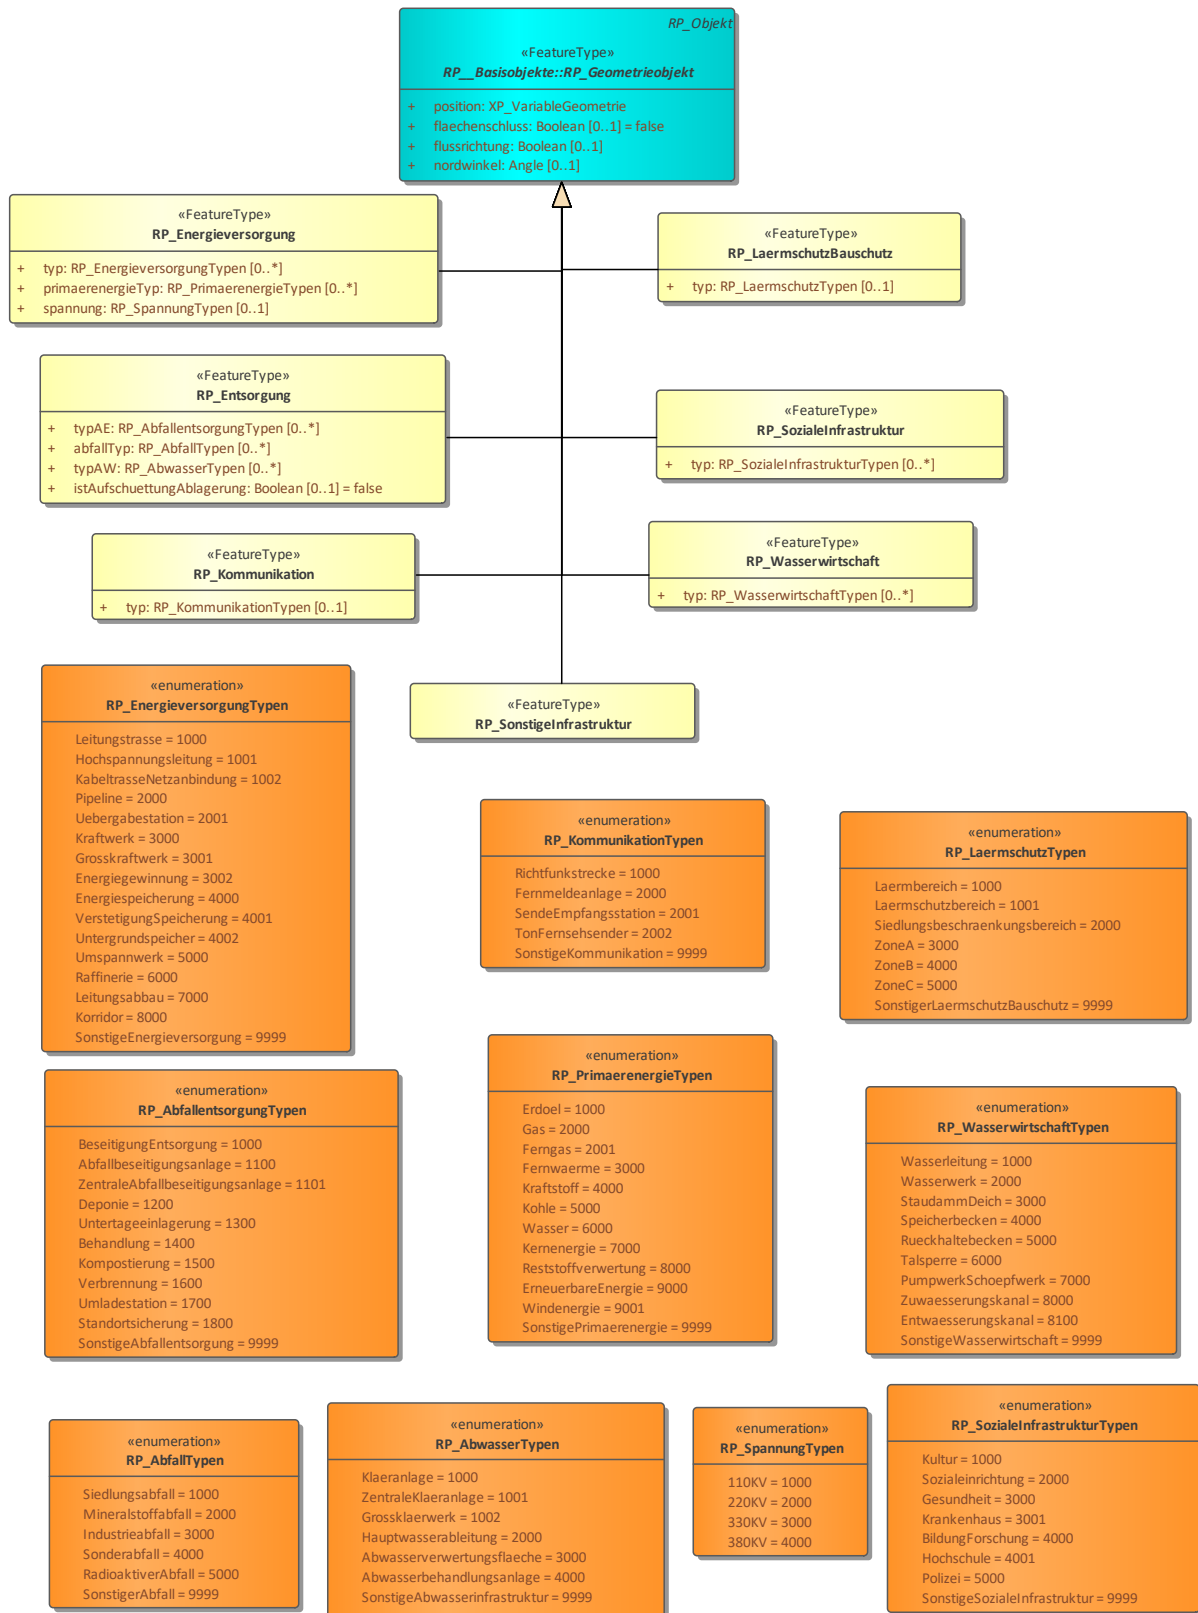 RP_Objekt
«FeatureType»
RP__Basisobjekte::RP_Geometrieobjekt
+ position: XP_VariableGeometrie
+ flaechenschluss: Boolean [0..1] = false
+ flussrichtung: Boolean [0..1]
+ nordwinkel: Angle [0..1]
«FeatureType»
RP_Energieversorgung
+ typ: RP_EnergieversorgungTypen [0..*]
+ primaerenergieTyp: RP_PrimaerenergieTypen [0..*]
+ spannung: RP_SpannungTypen [0..1]
«FeatureType»
RP_LaermschutzBauschutz
+ typ: RP_LaermschutzTypen [0..1]
«FeatureType»
RP_Entsorgung
+ typAE: RP_AbfallentsorgungTypen [0..*]
+ abfallTyp: RP_AbfallTypen [0..*]
+ typAW: RP_AbwasserTypen [0..*]
+ istAufschuettungAblagerung: Boolean [0..1] = false
«FeatureType»
RP_SozialeInfrastruktur
+ typ: RP_SozialeInfrastrukturTypen [0..*]
«FeatureType»
RP_Kommunikation
+ typ: RP_KommunikationTypen [0..1]
«FeatureType»
RP_Wasserwirtschaft
+ typ: RP_WasserwirtschaftTypen [0..*]
«FeatureType»
RP_SonstigeInfrastruktur
«enumeration»
RP_EnergieversorgungTypen
Leitungstrasse = 1000
Hochspannungsleitung = 1001
KabeltrasseNetzanbindung = 1002
Pipeline = 2000
Uebergabestation = 2001
Kraftwerk = 3000
Grosskraftwerk = 3001
Energiegewinnung = 3002
Energiespeicherung = 4000
VerstetigungSpeicherung = 4001
Untergrundspeicher = 4002
Umspannwerk = 5000
Raffinerie = 6000
Leitungsabbau = 7000
Korridor = 8000
SonstigeEnergieversorgung = 9999
«enumeration»
RP_KommunikationTypen
Richtfunkstrecke = 1000
Fernmeldeanlage = 2000
SendeEmpfangsstation = 2001
TonFernsehsender = 2002
SonstigeKommunikation = 9999
«enumeration»
RP_LaermschutzTypen
Laermbereich = 1000
Laermschutzbereich = 1001
Siedlungsbeschraenkungsbereich = 2000
ZoneA = 3000
ZoneB = 4000
ZoneC = 5000
SonstigerLaermschutzBauschutz = 9999
«enumeration»
RP_AbfallentsorgungTypen
BeseitigungEntsorgung = 1000
Abfallbeseitigungsanlage = 1100
ZentraleAbfallbeseitigungsanlage = 1101
Deponie = 1200
Untertageeinlagerung = 1300
Behandlung = 1400
Kompostierung = 1500
Verbrennung = 1600
Umladestation = 1700
Standortsicherung = 1800
SonstigeAbfallentsorgung = 9999
«enumeration»
RP_PrimaerenergieTypen
Erdoel = 1000
Gas = 2000
Ferngas = 2001
Fernwaerme = 3000
Kraftstoff = 4000
Kohle = 5000
Wasser = 6000
Kernenergie = 7000
Reststoffverwertung = 8000
ErneuerbareEnergie = 9000
Windenergie = 9001
SonstigePrimaerenergie = 9999
«enumeration»
RP_WasserwirtschaftTypen
Wasserleitung = 1000
Wasserwerk = 2000
StaudammDeich = 3000
Speicherbecken = 4000
Rueckhaltebecken = 5000
Talsperre = 6000
PumpwerkSchoepfwerk = 7000
Zuwaesserungskanal = 8000
Entwaesserungskanal = 8100
SonstigeWasserwirtschaft = 9999
«enumeration»
RP_AbfallTypen
Siedlungsabfall = 1000
Mineralstoffabfall = 2000
Industrieabfall = 3000
Sonderabfall = 4000
RadioaktiverAbfall = 5000
SonstigerAbfall = 9999
«enumeration»
RP_AbwasserTypen
Klaeranlage = 1000
ZentraleKlaeranlage = 1001
Grossklaerwerk = 1002
Hauptwasserableitung = 2000
Abwasserverwertungsflaeche = 3000
Abwasserbehandlungsanlage = 4000
SonstigeAbwasserinfrastruktur = 9999
«enumeration»
RP_SpannungTypen
110KV = 1000
220KV = 2000
330KV = 3000
380KV = 4000
«enumeration»
RP_SozialeInfrastrukturTypen
Kultur = 1000
Sozialeinrichtung = 2000
Gesundheit = 3000
Krankenhaus = 3001
BildungForschung = 4000
Hochschule = 4001
Polizei = 5000
SonstigeSozialeInfrastruktur = 9999